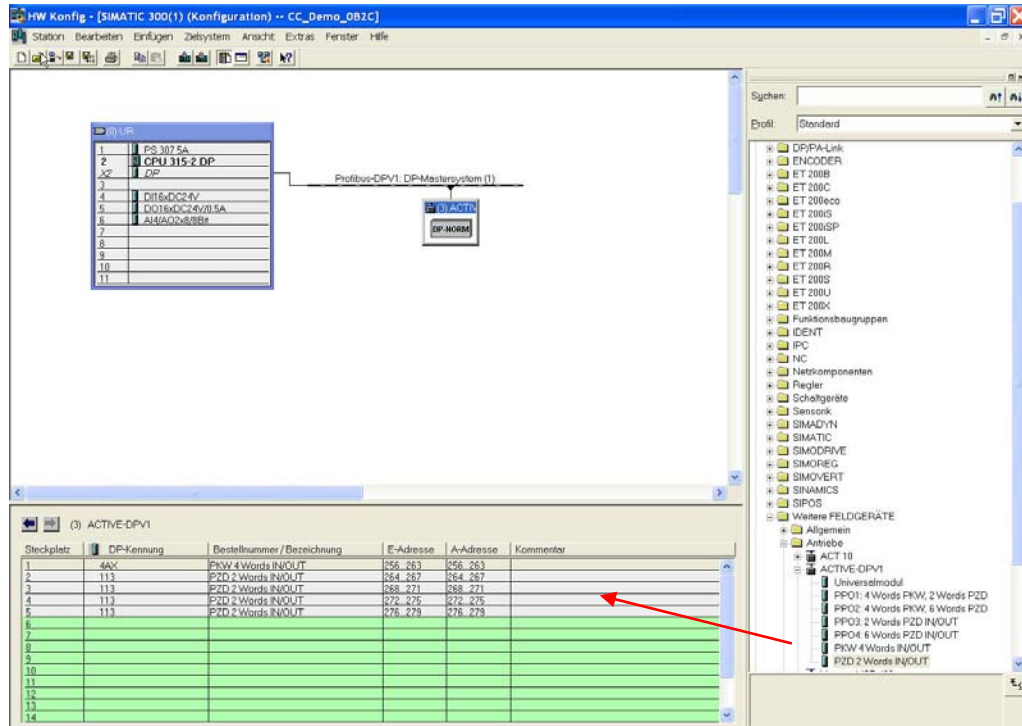 HW Konfig - [SIMATIC 300(1) (Konfiguration) -- CC_Demo_0B2C]
Station Bearbeiten Einfügen Zielsystem Ansicht Extras Fenster Hilfe
(0) UR
1 PS 307 5A
2 CPU 315-2 DP
X2 DP
3
4 DI16xDC24V
5 DO16xDC24V/0.5A
6 AI4/AO2x8/8Bit
7
8
9
10
11
Profibus-DPV1: DP-Mastersystem (1)
(3) ACTIV
DP-NORM
Suchen:
Profil: Standard
DP/PA-Link
ENCODER
ET 200B
ET 200C
ET 200eco
ET 200iS
ET 200iSP
ET 200L
ET 200M
ET 200R
ET 200S
ET 200U
ET 200X
Funktionsbaugruppen
IDENT
IPC
NC
Netzkomponenten
Regler
Schaltgeräte
Sensorik
SIMADYN
SIMATIC
SIMODRIVE
SIMOREG
SIMOVERT
SINAMICS
SIPOS
Weitere FELDGERÄTE
Allgemein
Antriebe
ACT 10
ACTIVE-DPV1
Universalmodul
PPO1: 4 Words PKW, 2 Words PZD
PPO2: 4 Words PKW, 6 Words PZD
PPO3: 2 Words PZD IN/OUT
PPO4: 6 Words PZD IN/OUT
PKW 4 Words IN/OUT
PZD 2 Words IN/OUT
(3) ACTIVE-DPV1
Steckplatz DP-Kennung Bestellnummer / Bezeichnung E-Adresse A-Adresse Kommentar
1 4AX PKW 4 Words IN/OUT 256..263 256..263
2 113 PZD 2 Words IN/OUT 264..267 264..267
3 113 PZD 2 Words IN/OUT 268..271 268..271
4 113 PZD 2 Words IN/OUT 272..275 272..275
5 113 PZD 2 Words IN/OUT 276..279 276..279
6
7
8
9
10
11
12
13
14